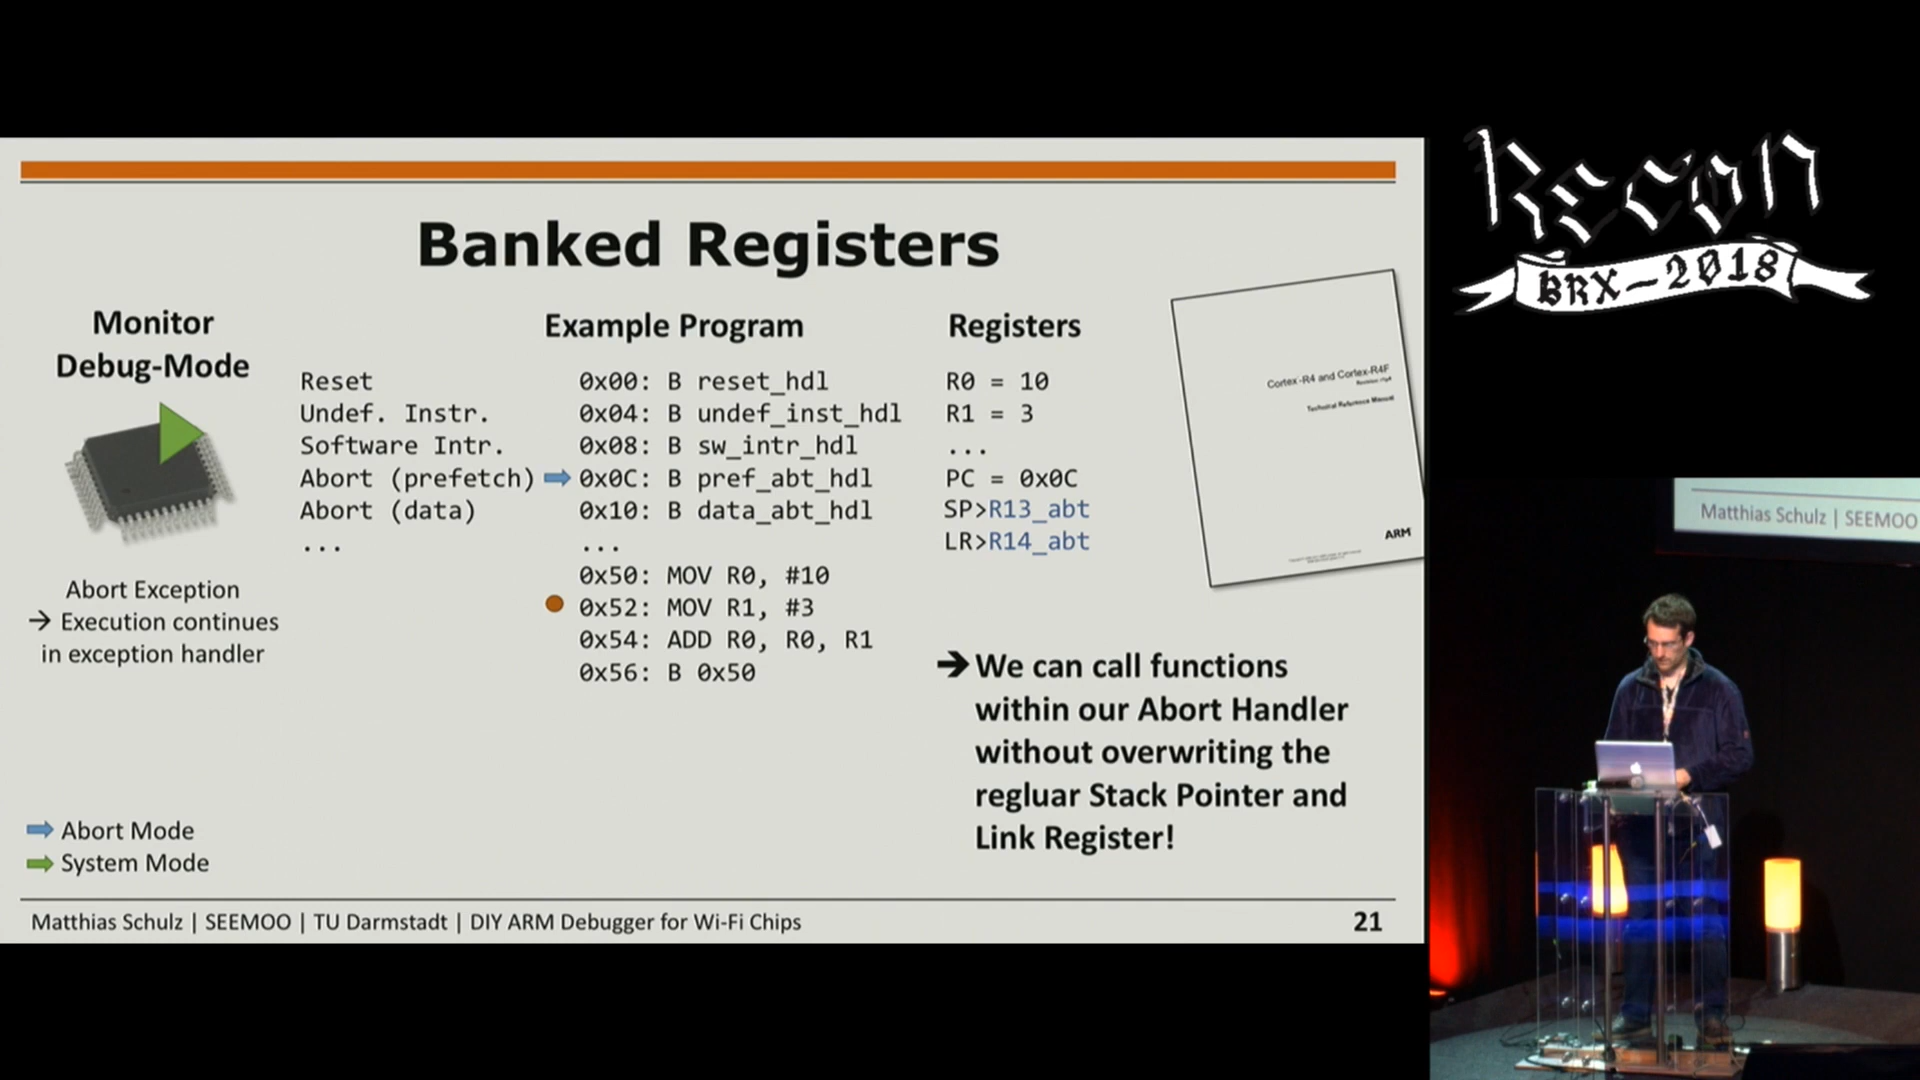 Recon
BRX-2018
Banked Registers
Monitor
Debug-Mode
Abort Exception
→ Execution continues
in exception handler
Example Program
Reset 0x00: B reset_hdl
Undef. Instr. 0x04: B undef_inst_hdl
Software Intr. 0x08: B sw_intr_hdl
Abort (prefetch) 0x0C: B pref_abt_hdl
Abort (data) 0x10: B data_abt_hdl
... ...
0x50: MOV R0, #10
0x52: MOV R1, #3
0x54: ADD R0, R0, R1
0x56: B 0x50
Registers
R0 = 10
R1 = 3
...
PC = 0x0C
SP>R13_abt
LR>R14_abt
Cortex-R4 and Cortex-R4F
Technical Reference Manual
ARM
→ We can call functions
within our Abort Handler
without overwriting the
regluar Stack Pointer and
Link Register!
Abort Mode
System Mode
Matthias Schulz | SEEMOO | TU Darmstadt | DIY ARM Debugger for Wi-Fi Chips
21
Matthias Schulz | SEEMOO